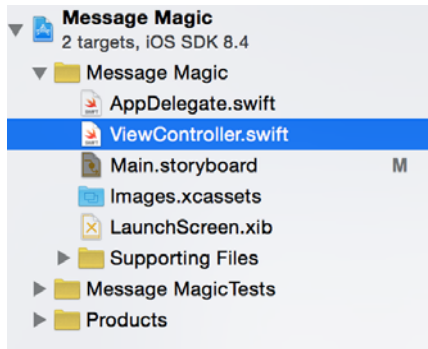 Message Magic
2 targets, iOS SDK 8.4
Message Magic
AppDelegate.swift
ViewController.swift
Main.storyboard M
Images.xcassets
LaunchScreen.xib
Supporting Files
Message MagicTests
Products